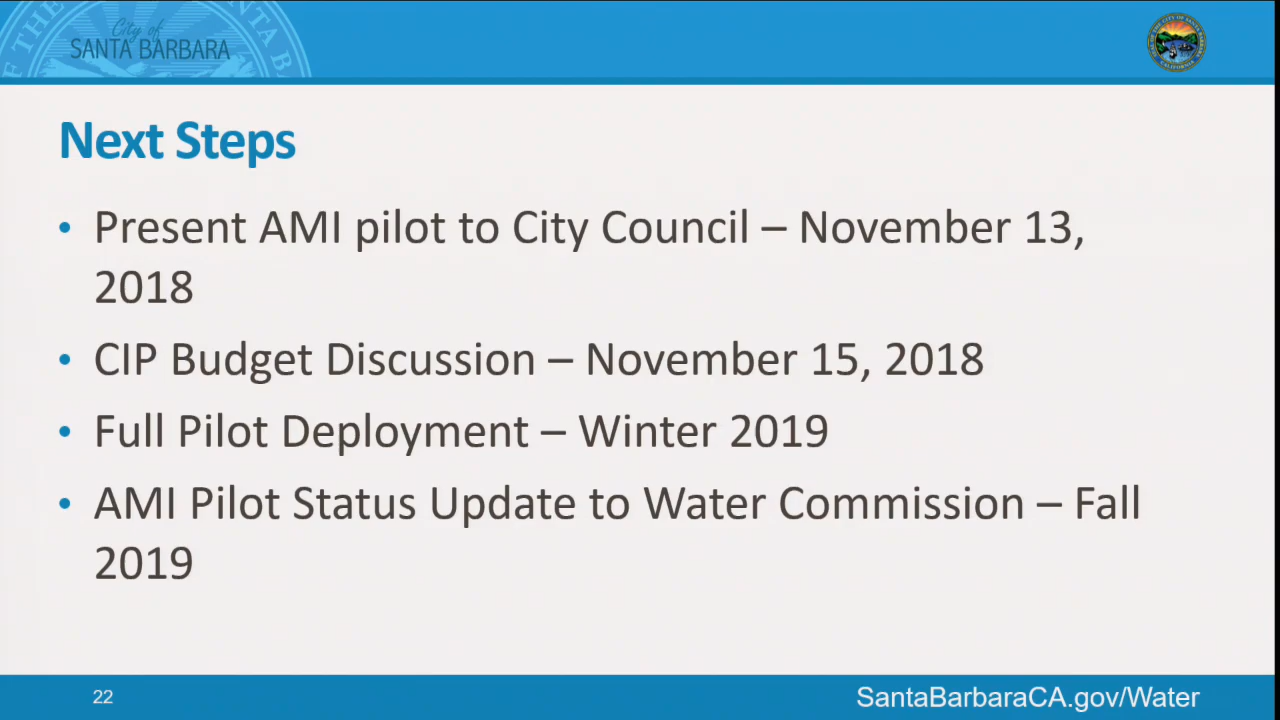 City of
SANTA BARBARA
Next Steps
• Present AMI pilot to City Council – November 13,
2018
• CIP Budget Discussion – November 15, 2018
• Full Pilot Deployment – Winter 2019
• AMI Pilot Status Update to Water Commission – Fall
2019
22
SantaBarbaraCA.gov/Water